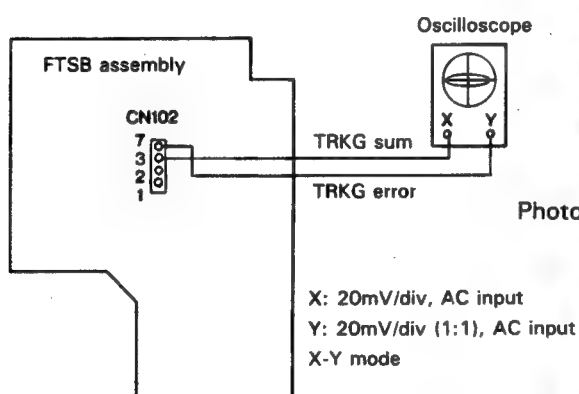 Oscilloscope
FTSB assembly
CN102
7
3
2
1
X Y
TRKG sum
TRKG error
Photo
X: 20mV/div, AC input
Y: 20mV/div (1:1), AC input
X-Y mode